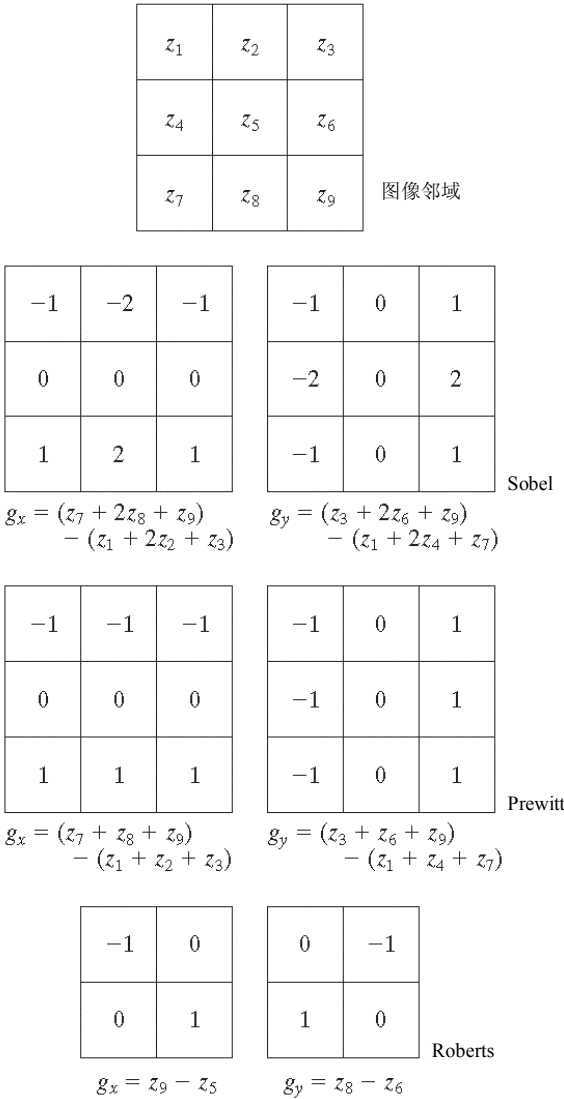 z₁ z₂ z₃
z₄ z₅ z₆
z₇ z₈ z₉
图像邻域
−1 −2 −1
0 0 0
1 2 1
−1 0 1
−2 0 2
−1 0 1
Sobel
gₓ = (z₇ + 2z₈ + z₉)
− (z₁ + 2z₂ + z₃)
g_y = (z₃ + 2z₆ + z₉)
− (z₁ + 2z₄ + z₇)
−1 −1 −1
0 0 0
1 1 1
−1 0 1
−1 0 1
−1 0 1
Prewitt
gₓ = (z₇ + z₈ + z₉)
− (z₁ + z₂ + z₃)
g_y = (z₃ + z₆ + z₉)
− (z₁ + z₄ + z₇)
−1 0
0 1
0 −1
1 0
Roberts
gₓ = z₉ − z₅
g_y = z₈ − z₆